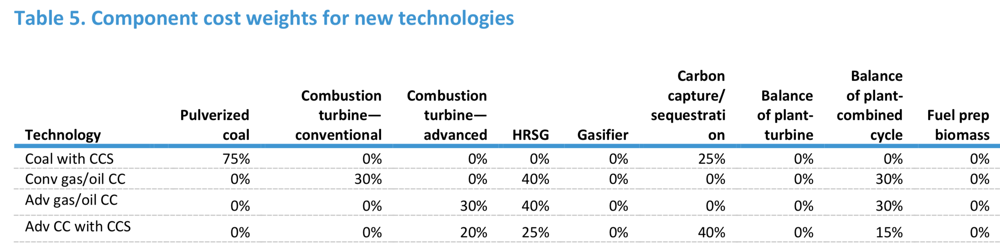 Table 5. Component cost weights for new technologies
Carbon Balance
Combustion Combustion capture/ Balance of plant-
Pulverized turbine— turbine— sequestrati of plant- combined Fuel prep
Technology coal conventional advanced HRSG Gasifier on turbine cycle biomass
Coal with CCS 75% 0% 0% 0% 0% 25% 0% 0% 0%
Conv gas/oil CC 0% 30% 0% 40% 0% 0% 0% 30% 0%
Adv gas/oil CC 0% 0% 30% 40% 0% 0% 0% 30% 0%
Adv CC with CCS 0% 0% 20% 25% 0% 40% 0% 15% 0%